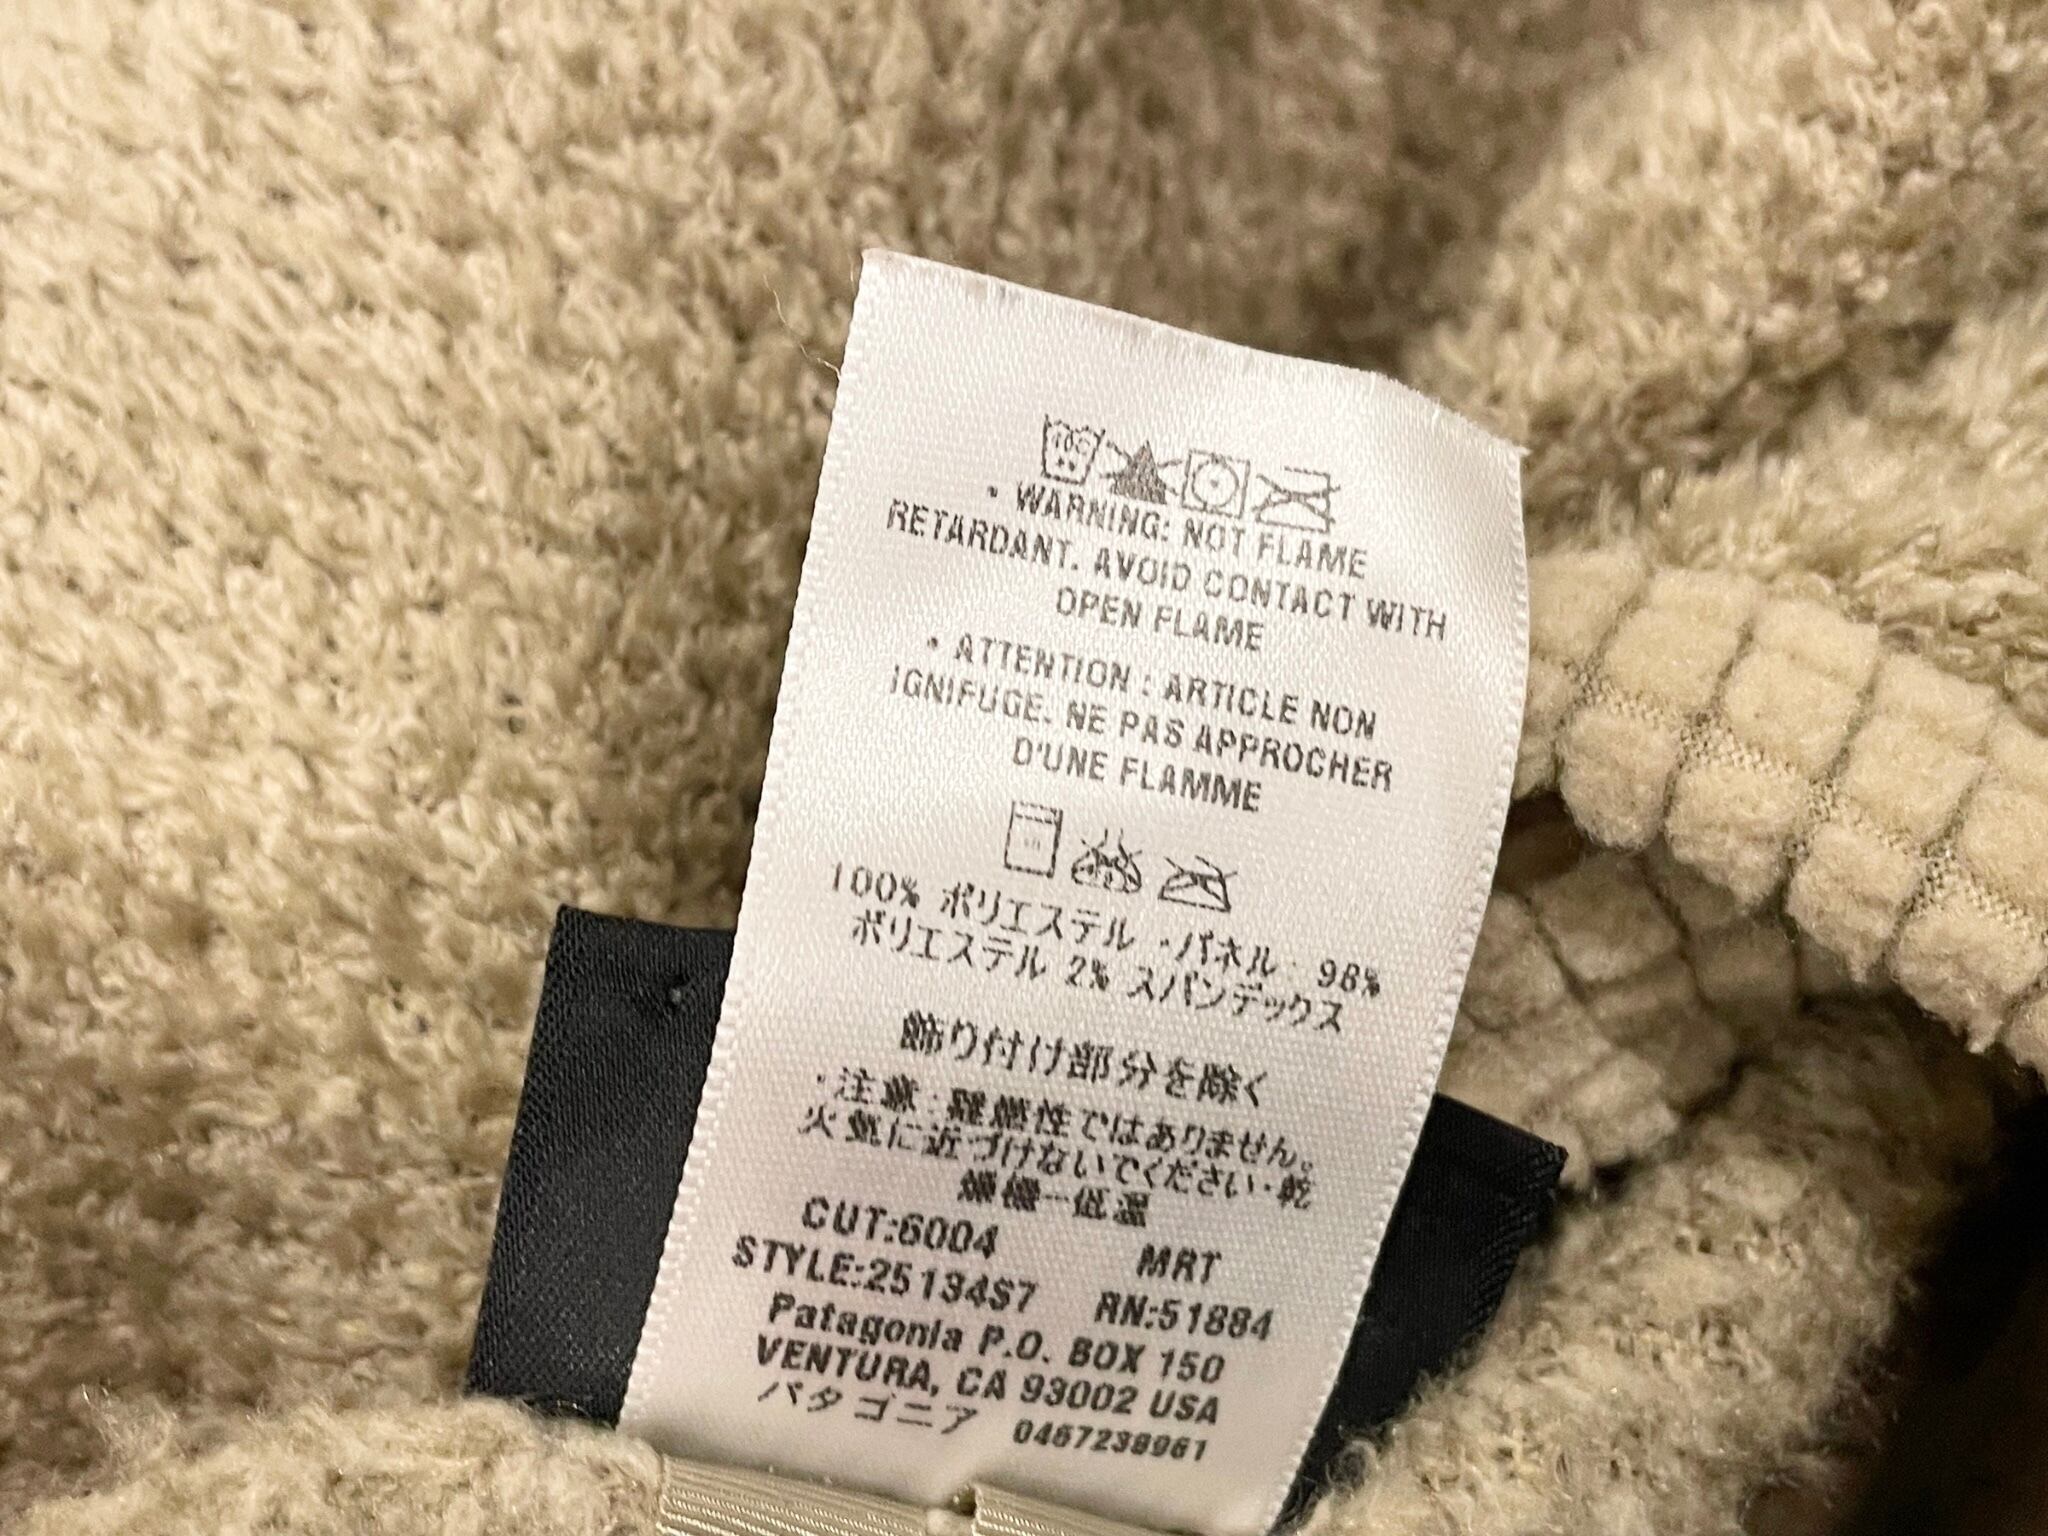 • WARNING: NOT FLAME
RETARDANT. AVOID CONTACT WITH
OPEN FLAME
• ATTENTION : ARTICLE NON
IGNIFUGE. NE PAS APPROCHER
D'UNE FLAMME
100% ポリエステル ・パネル : 98%
ポリエステル 2% スパンデックス
飾り付け部分を除く
・注意 : 難燃性ではありません。
火気に近づけないでください・乾
燥機ー低温
CUT:6004 MRT
STYLE:25134S7 RN:51884
Patagonia P.O. BOX 150
VENTURA, CA 93002 USA
パタゴニア 0467238961